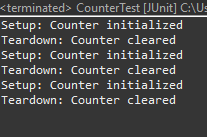 <terminated> CounterTest [JUnit] C:\Us
Setup: Counter initialized
Teardown: Counter cleared
Setup: Counter initialized
Teardown: Counter cleared
Setup: Counter initialized
Teardown: Counter cleared